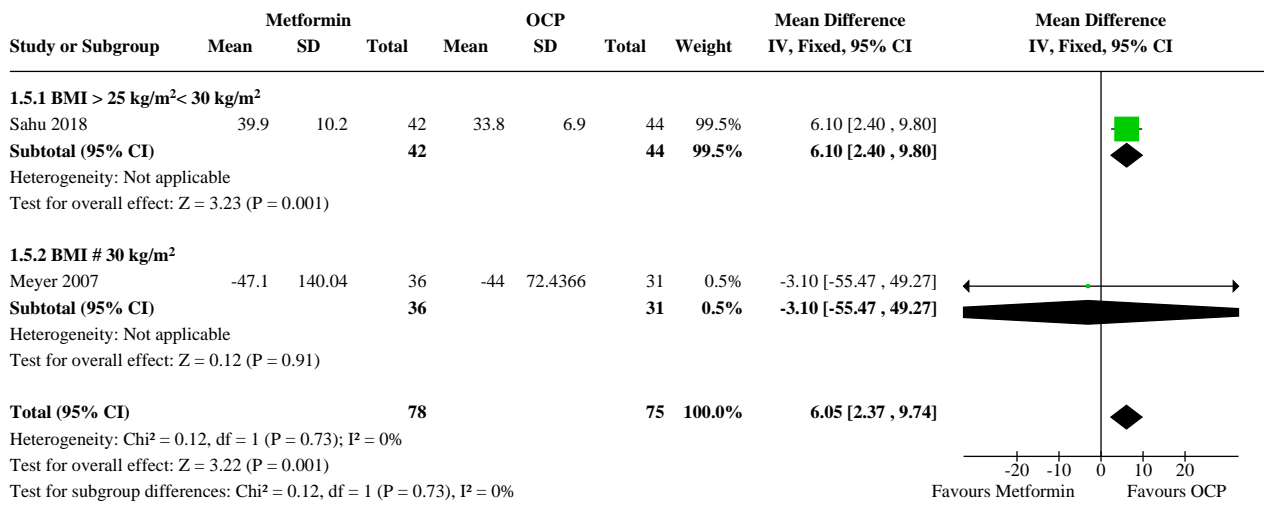 Metformin OCP Mean Difference Mean Difference
Study or Subgroup Mean SD Total Mean SD Total Weight IV, Fixed, 95% CI IV, Fixed, 95% CI
1.5.1 BMI > 25 kg/m²< 30 kg/m²
Sahu 2018 39.9 10.2 42 33.8 6.9 44 99.5% 6.10 [2.40 , 9.80]
Subtotal (95% CI) 42 44 99.5% 6.10 [2.40 , 9.80]
Heterogeneity: Not applicable
Test for overall effect: Z = 3.23 (P = 0.001)
1.5.2 BMI # 30 kg/m²
Meyer 2007 -47.1 140.04 36 -44 72.4366 31 0.5% -3.10 [-55.47 , 49.27]
Subtotal (95% CI) 36 31 0.5% -3.10 [-55.47 , 49.27]
Heterogeneity: Not applicable
Test for overall effect: Z = 0.12 (P = 0.91)
Total (95% CI) 78 75 100.0% 6.05 [2.37 , 9.74]
Heterogeneity: Chi² = 0.12, df = 1 (P = 0.73); I² = 0%
Test for overall effect: Z = 3.22 (P = 0.001)
-20 -10 0 10 20
Test for subgroup differences: Chi² = 0.12, df = 1 (P = 0.73), I² = 0% Favours Metformin Favours OCP